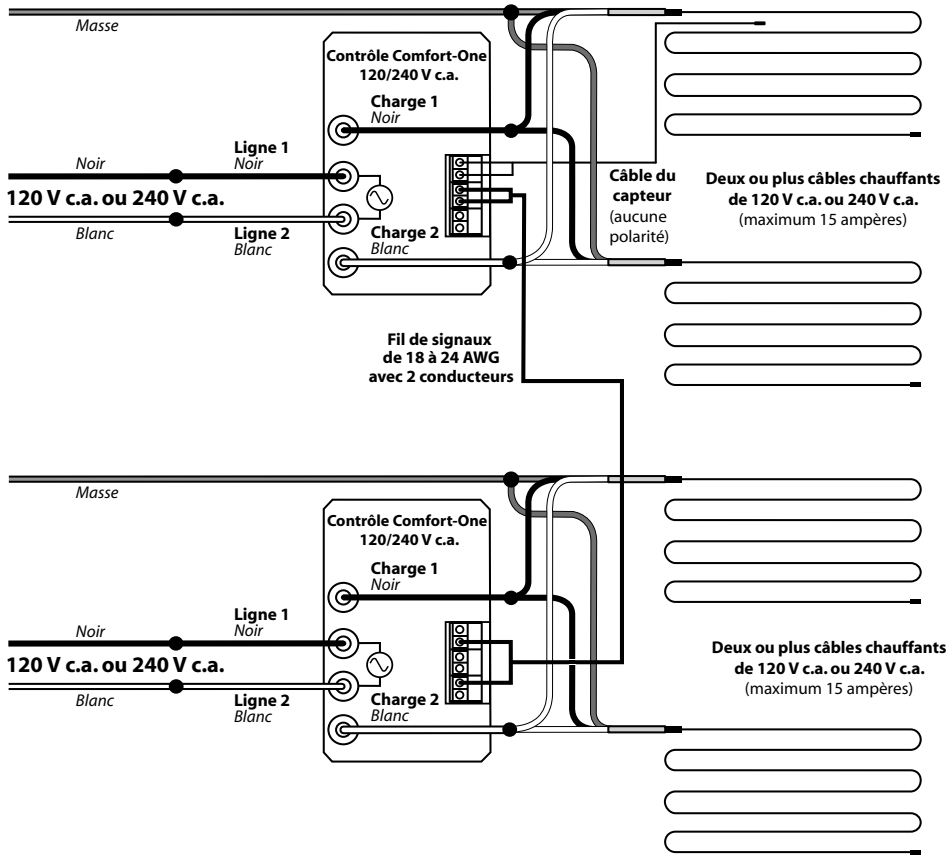 Masse
Contrôle Comfort-One
120/240 V c.a.
Charge 1
Noir
Ligne 1
Noir
Noir
120 V c.a. ou 240 V c.a.
Blanc
Ligne 2
Blanc
Charge 2
Blanc
Câble du
capteur
(aucune
polarité)
Deux ou plus câbles chauffants
de 120 V c.a. ou 240 V c.a.
(maximum 15 ampères)
Fil de signaux
de 18 à 24 AWG
avec 2 conducteurs
Masse
Contrôle Comfort-One
120/240 V c.a.
Charge 1
Noir
Ligne 1
Noir
Noir
120 V c.a. ou 240 V c.a.
Blanc
Ligne 2
Blanc
Charge 2
Blanc
Deux ou plus câbles chauffants
de 120 V c.a. ou 240 V c.a.
(maximum 15 ampères)